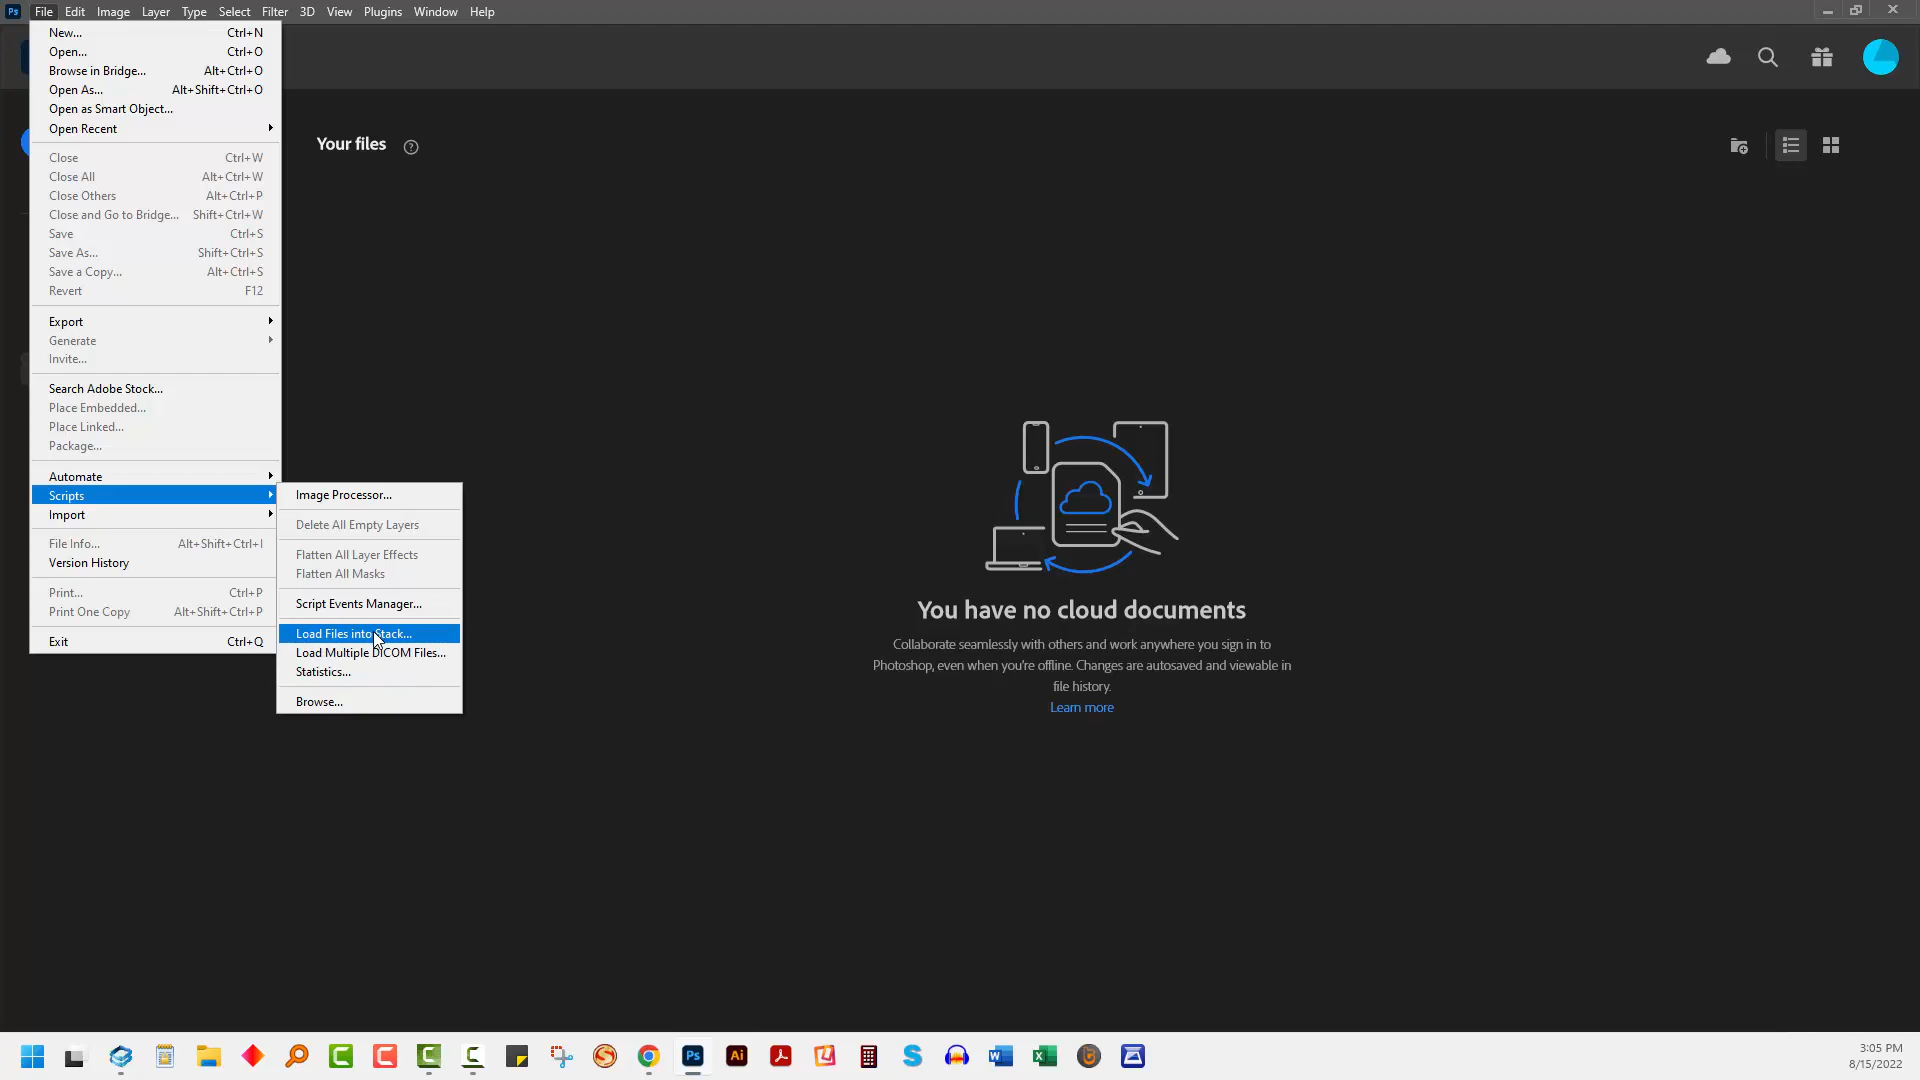 Ps File Edit Image Layer Type Select Filter 3D View Plugins Window Help
New... Ctrl+N
Open... Ctrl+O
Browse in Bridge... Alt+Ctrl+O
Open As... Alt+Shift+Ctrl+O
Open as Smart Object...
Open Recent
Close Ctrl+W
Close All Alt+Ctrl+W
Close Others Alt+Ctrl+P
Close and Go to Bridge... Shift+Ctrl+W
Save Ctrl+S
Save As... Shift+Ctrl+S
Save a Copy... Alt+Ctrl+S
Revert F12
Export
Generate
Invite...
Search Adobe Stock...
Place Embedded...
Place Linked...
Package...
Automate
Scripts
Import
File Info... Alt+Shift+Ctrl+I
Version History
Print... Ctrl+P
Print One Copy Alt+Shift+Ctrl+P
Exit Ctrl+Q
Image Processor...
Delete All Empty Layers
Flatten All Layer Effects
Flatten All Masks
Script Events Manager...
Load Files into Stack...
Load Multiple DICOM Files...
Statistics...
Browse...
Your files ?
You have no cloud documents
Collaborate seamlessly with others and work anywhere you sign in to
Photoshop, even when you're offline. Changes are autosaved and viewable in
file history.
Learn more
Ps Ai
3:05 PM
8/15/2022